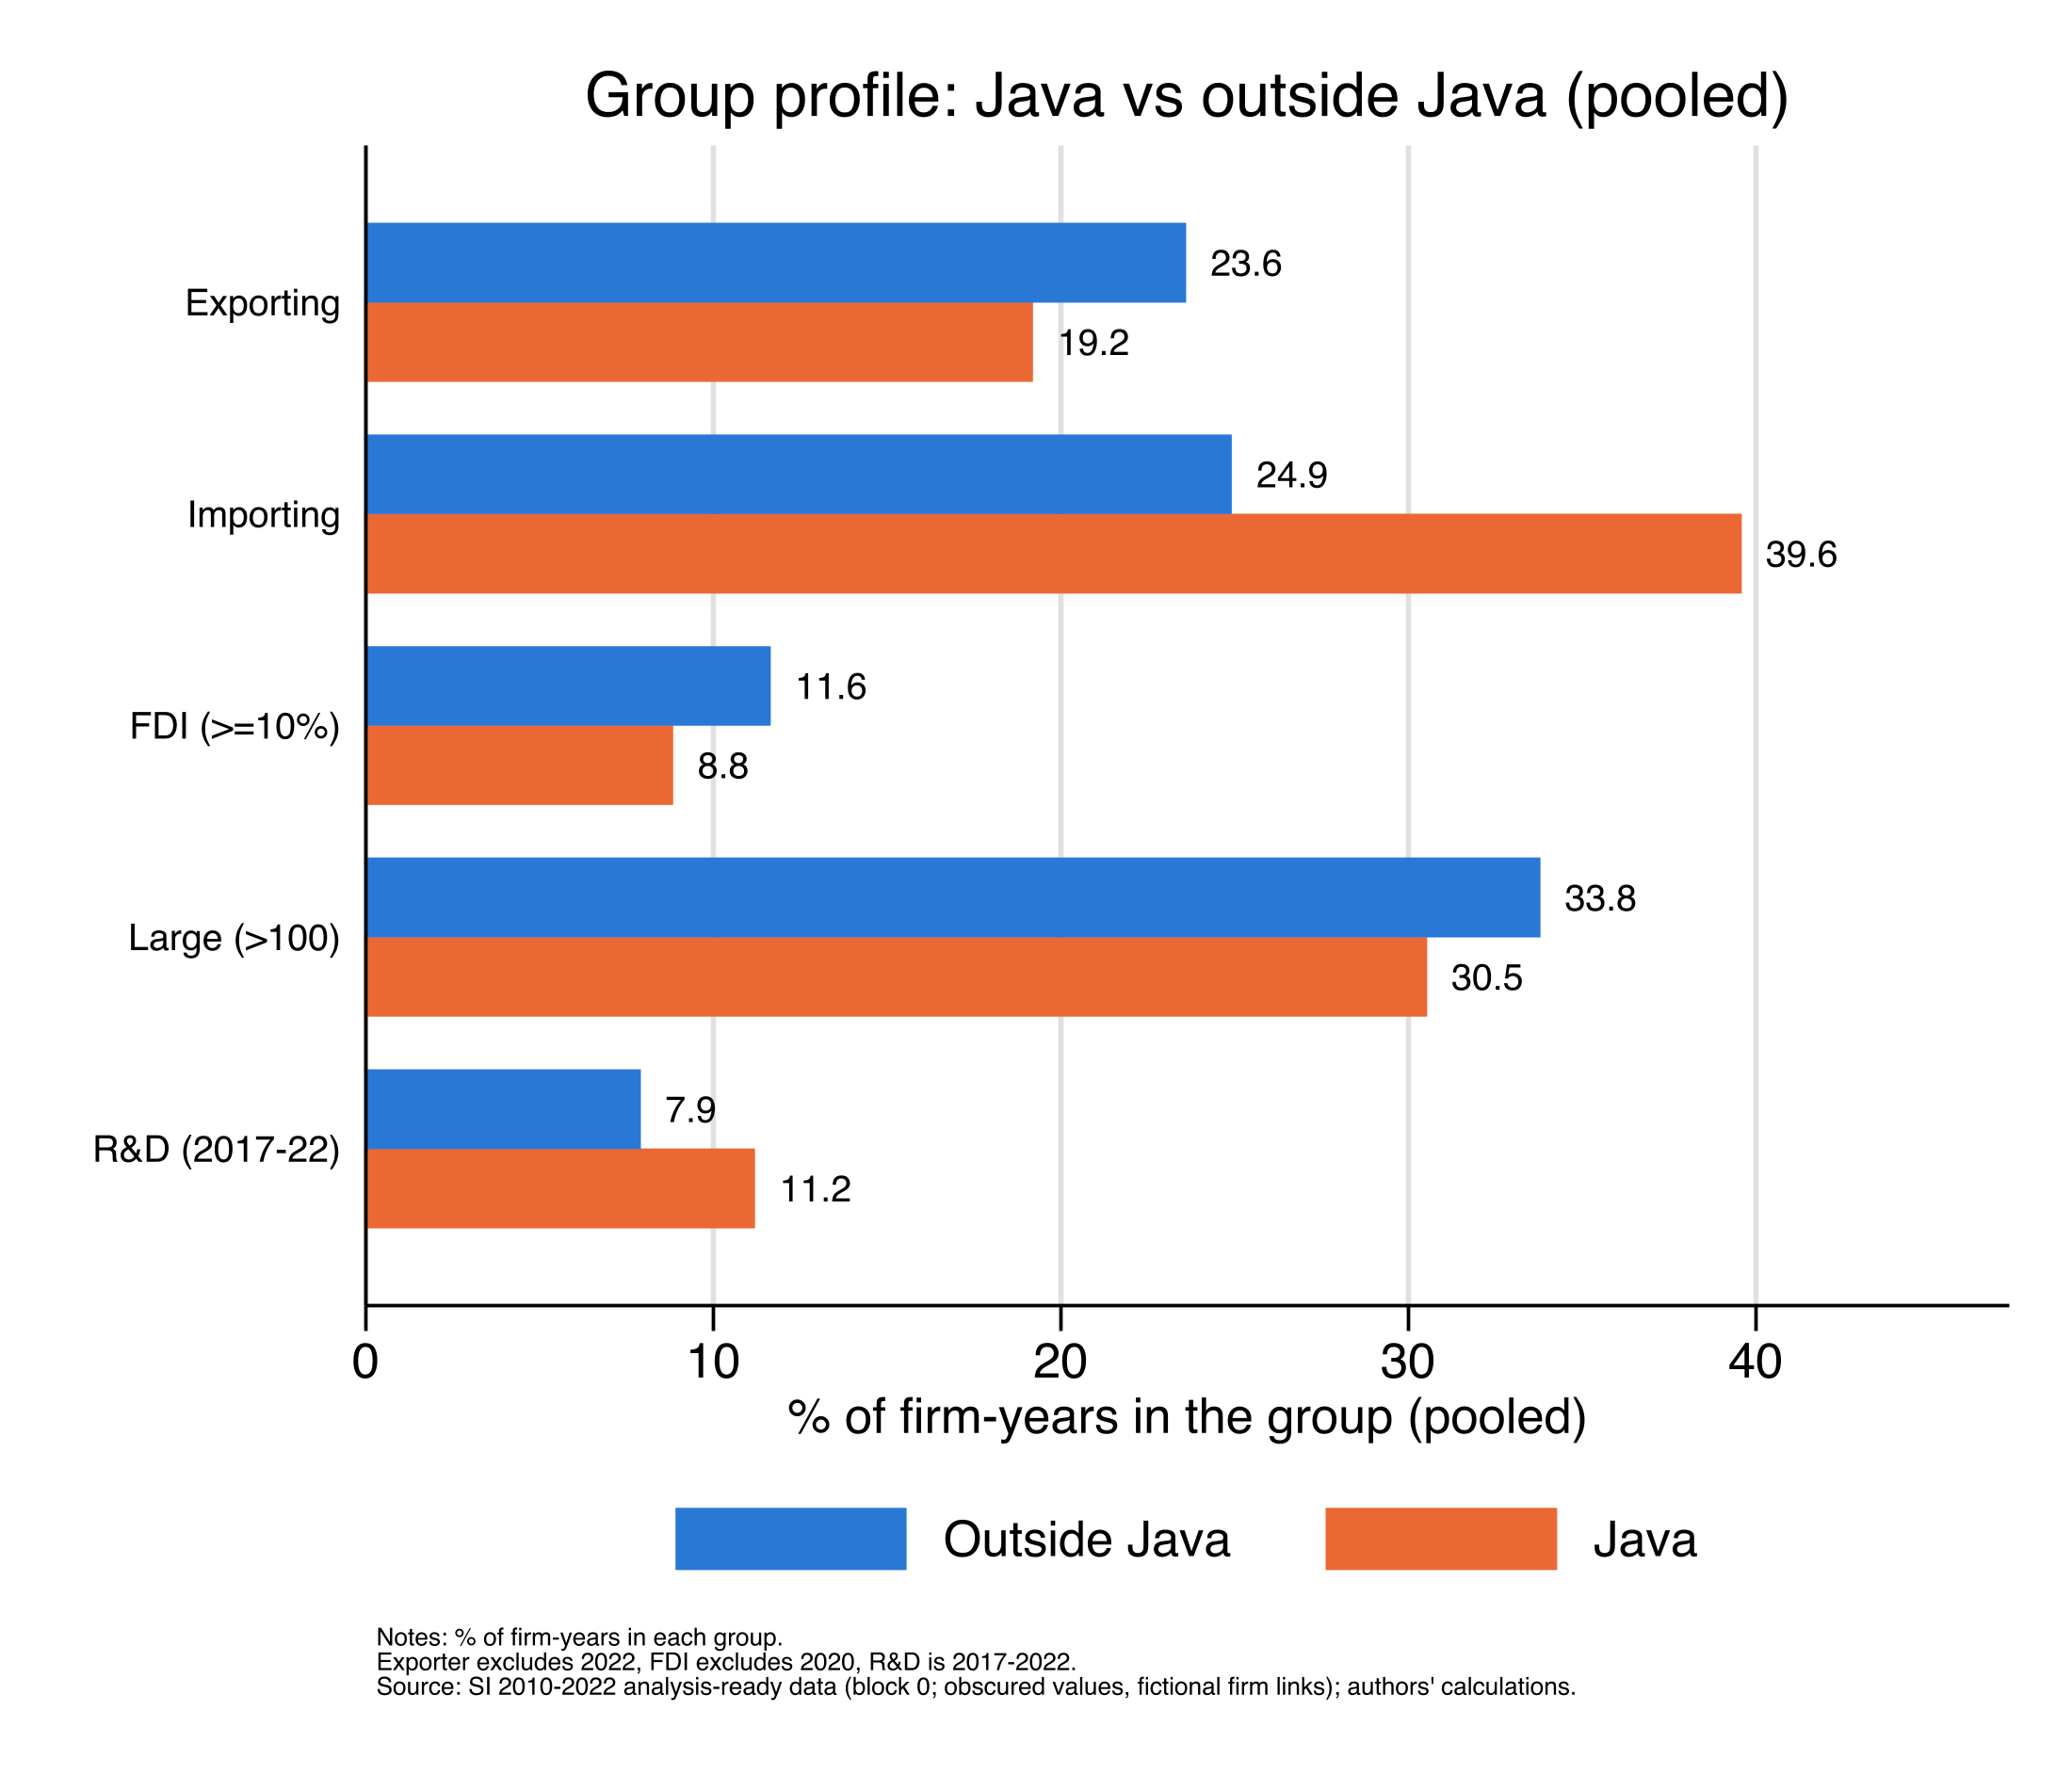 Group profile: Java vs outside Java (pooled)
Exporting
23.6
19.2
Importing
24.9
39.6
FDI (>=10%)
11.6
8.8
Large (>100)
33.8
30.5
R&D (2017-22)
7.9
11.2
0 10 20 30 40
% of firm-years in the group (pooled)
Outside Java Java
Notes: % of firm-years in each group.
Exporter excludes 2022, FDI excludes 2020, R&D is 2017-2022.
Source: SI 2010-2022 analysis-ready data (block 0; obscured values, fictional firm links); authors' calculations.